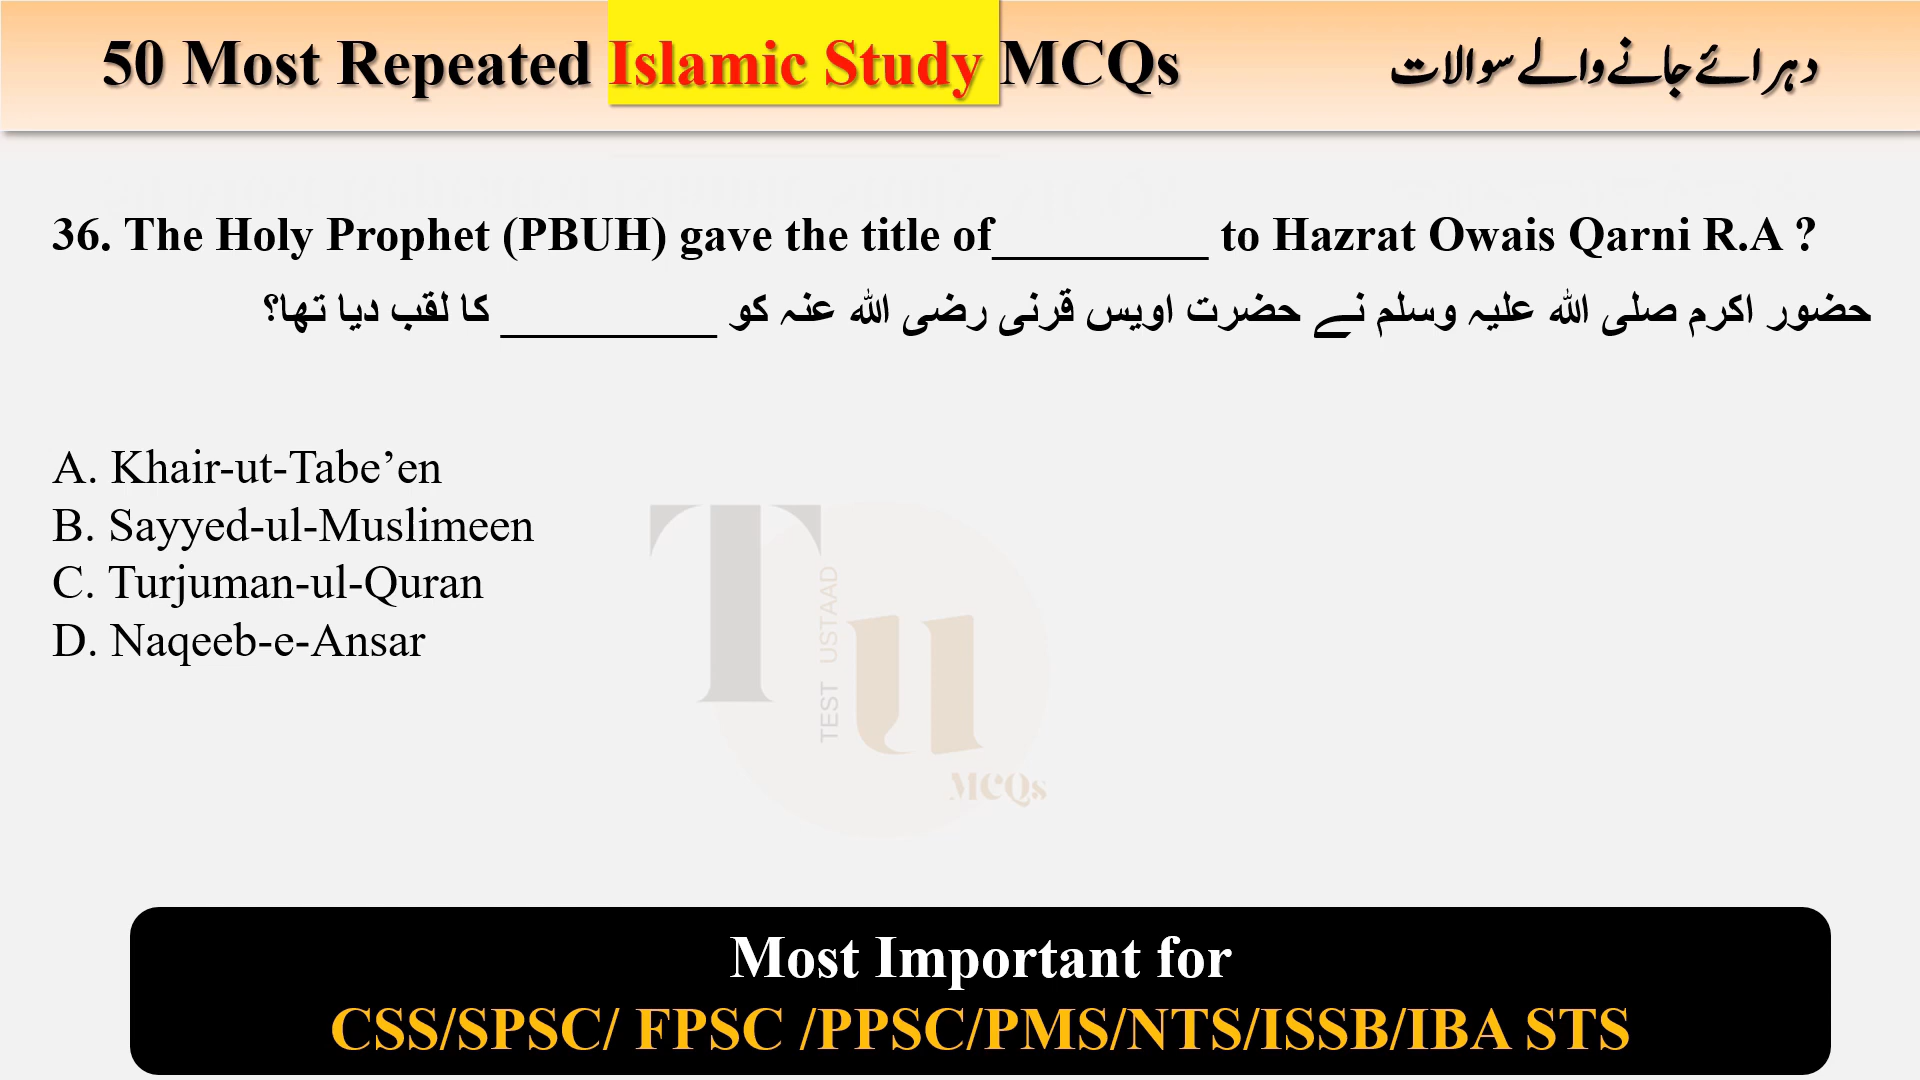 50 Most Repeated Islamic Study MCQs
دہرائے جانے والے سوالات
36. The Holy Prophet (PBUH) gave the title of_________ to Hazrat Owais Qarni R.A ?
حضور اکرم صلی اللہ علیہ وسلم نے حضرت اویس قرنی رضی اللہ عنہ کو _________ کا لقب دیا تھا؟
A. Khair-ut-Tabe’en
B. Sayyed-ul-Muslimeen
C. Turjuman-ul-Quran
D. Naqeeb-e-Ansar
TU
TEST USTAAD
MCQs
Most Important for
CSS/SPSC/ FPSC /PPSC/PMS/NTS/ISSB/IBA STS